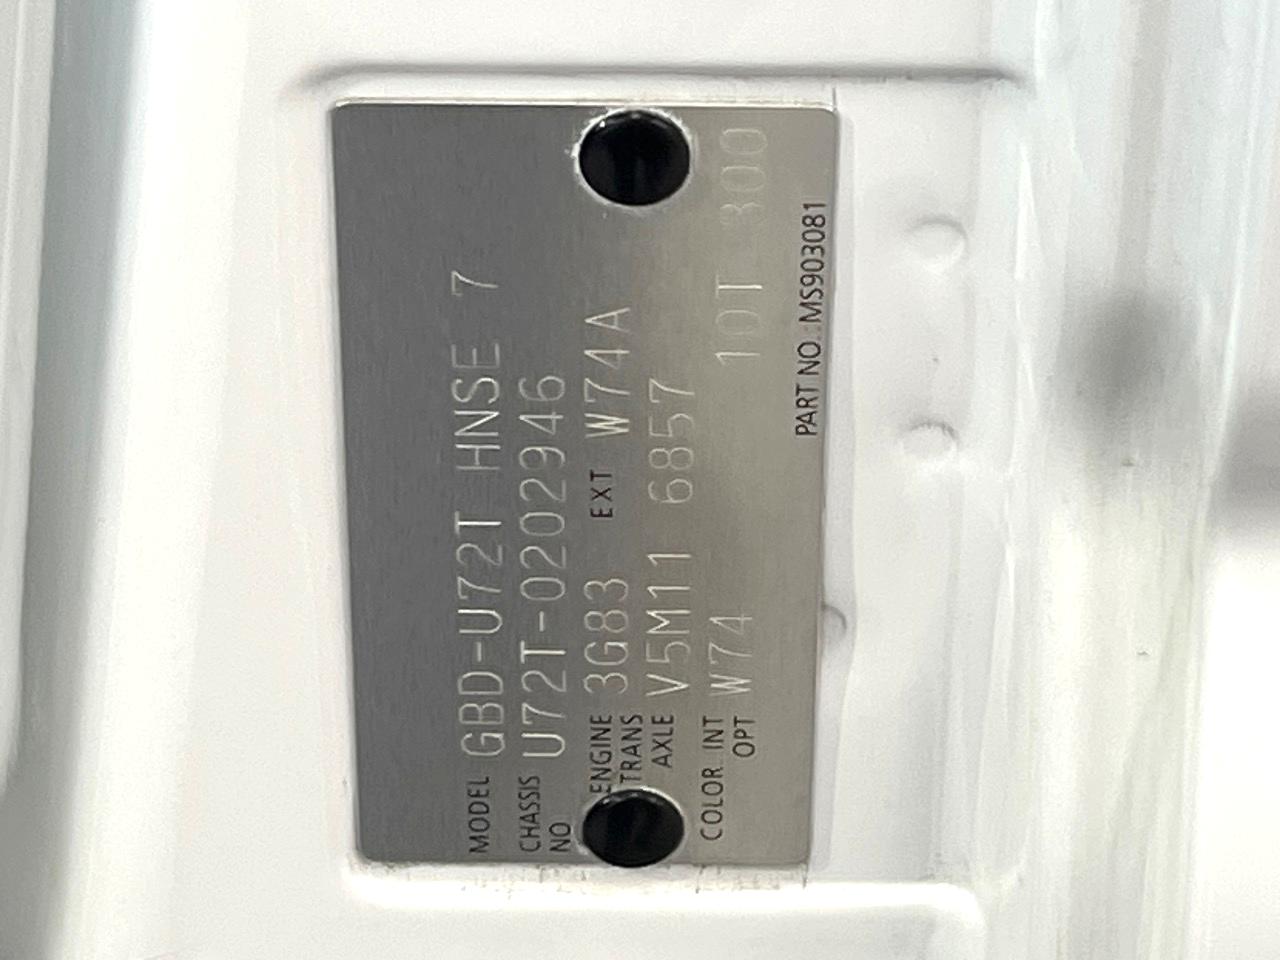 MODEL GBD-U72T HNSE 7
CHASSIS NO U72T-0202946
ENGINE 3G83 EXT W74A
TRANS AXLE V5M11 6857
COLOR INT OPT W74 10T 300
PART NO.:MS903081